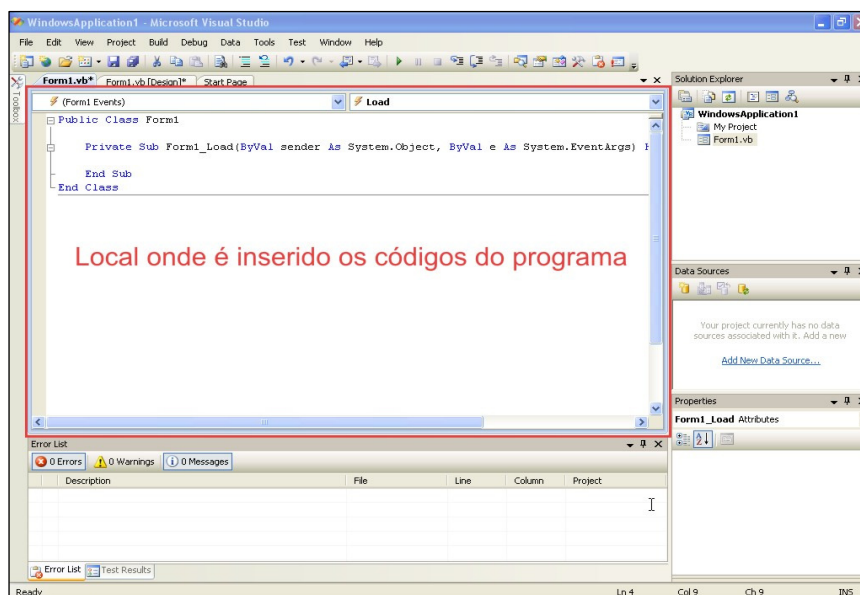 WindowsApplication1 - Microsoft Visual Studio
File Edit View Project Build Debug Data Tools Test Window Help
Toolbox
Form1.vb* Form1.vb [Design]* Start Page
(Form1 Events) Load
Public Class Form1
Private Sub Form1_Load(ByVal sender As System.Object, ByVal e As System.EventArgs)
End Sub
End Class
Local onde é inserido os códigos do programa
Solution Explorer
WindowsApplication1
My Project
Form1.vb
Data Sources
Your project currently has no data
sources associated with it. Add a new
Add New Data Source...
Properties
Form1_Load Attributes
Error List
0 Errors 0 Warnings 0 Messages
Description File Line Column Project
Error List Test Results
Ready Ln 4 Col 9 Ch 9 INS